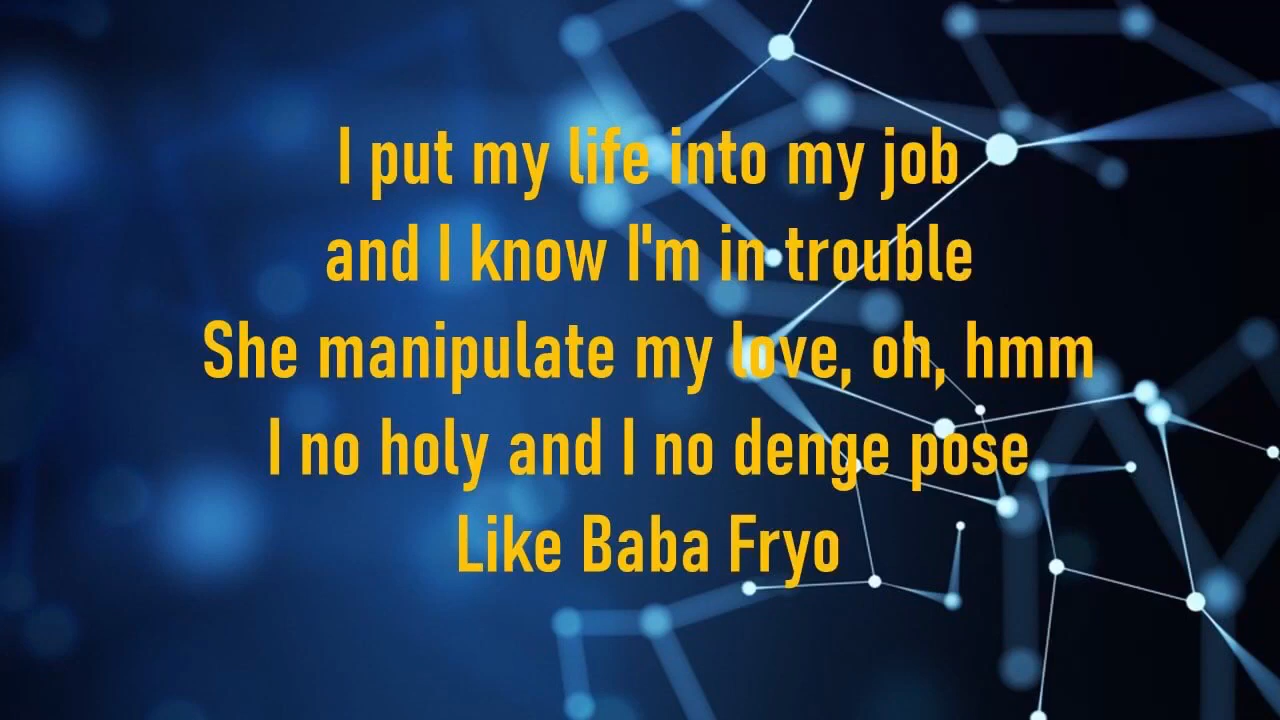 I put my life into my job
and I know I'm in trouble
She manipulate my love, oh, hmm
I no holy and I no denge pose
Like Baba Fryo